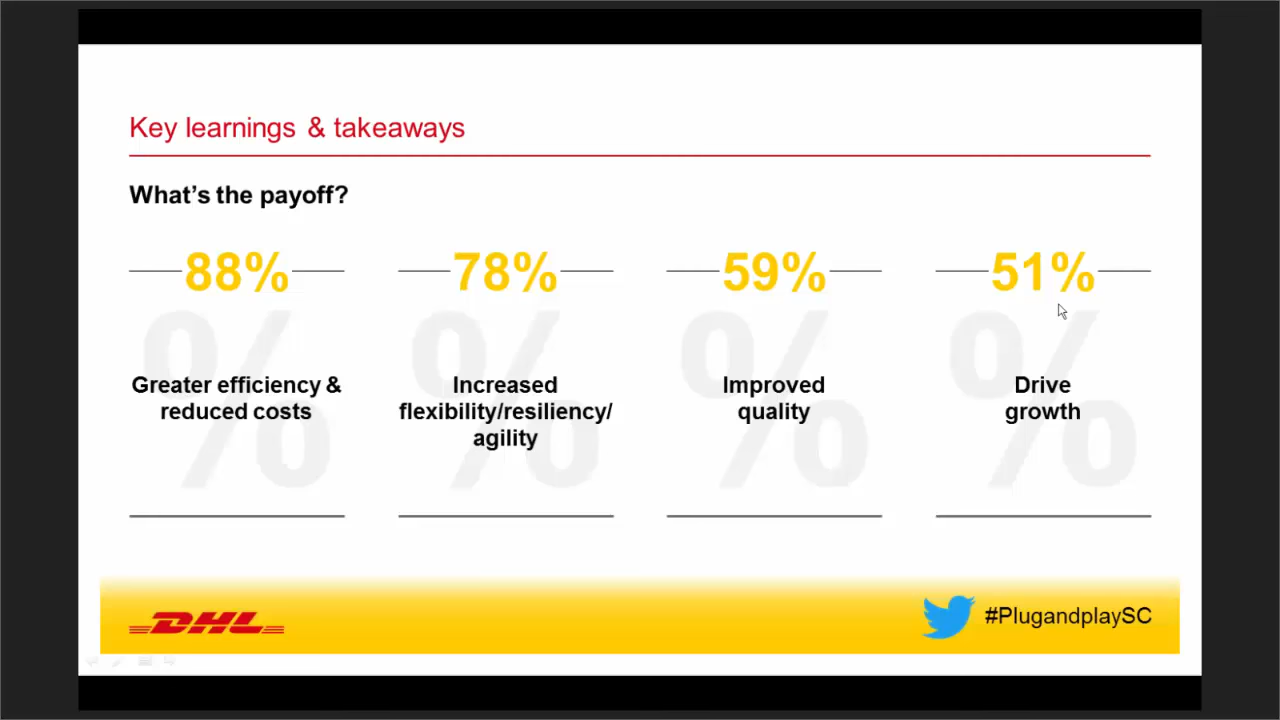 Key learnings & takeaways
What's the payoff?
88%
78%
59%
51%
%
%
%
%
Greater efficiency &
reduced costs
Increased
flexibility/resiliency/
agility
Improved
quality
Drive
growth
DHL
#PlugandplaySC